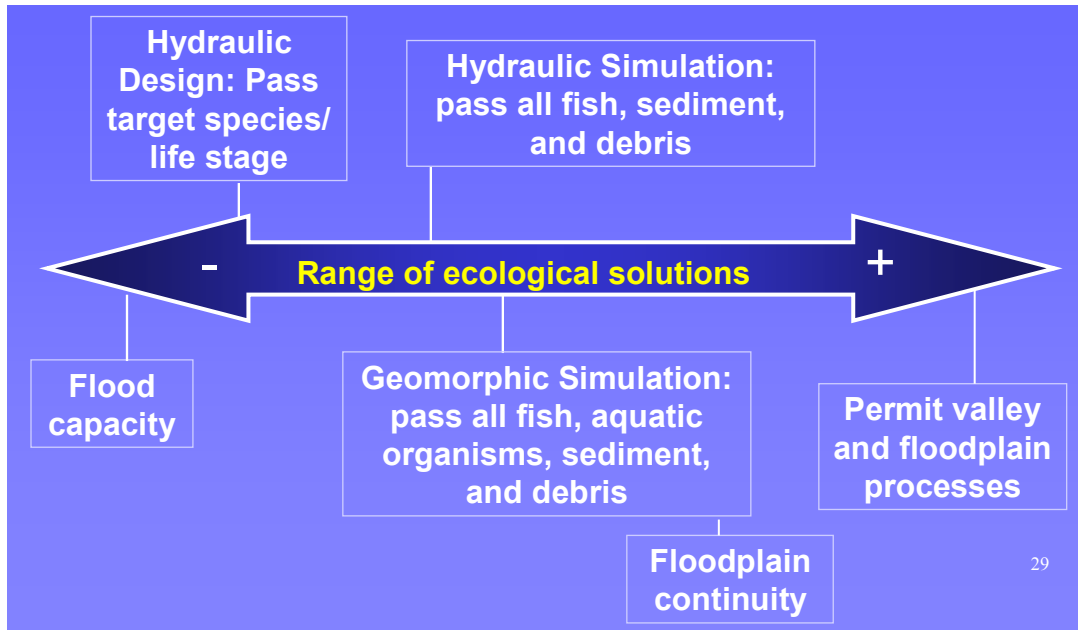 Hydraulic
Design: Pass
target species/
life stage
Hydraulic Simulation:
pass all fish, sediment,
and debris
- Range of ecological solutions +
Flood
capacity
Geomorphic Simulation:
pass all fish, aquatic
organisms, sediment,
and debris
Permit valley
and floodplain
processes
Floodplain
continuity
29